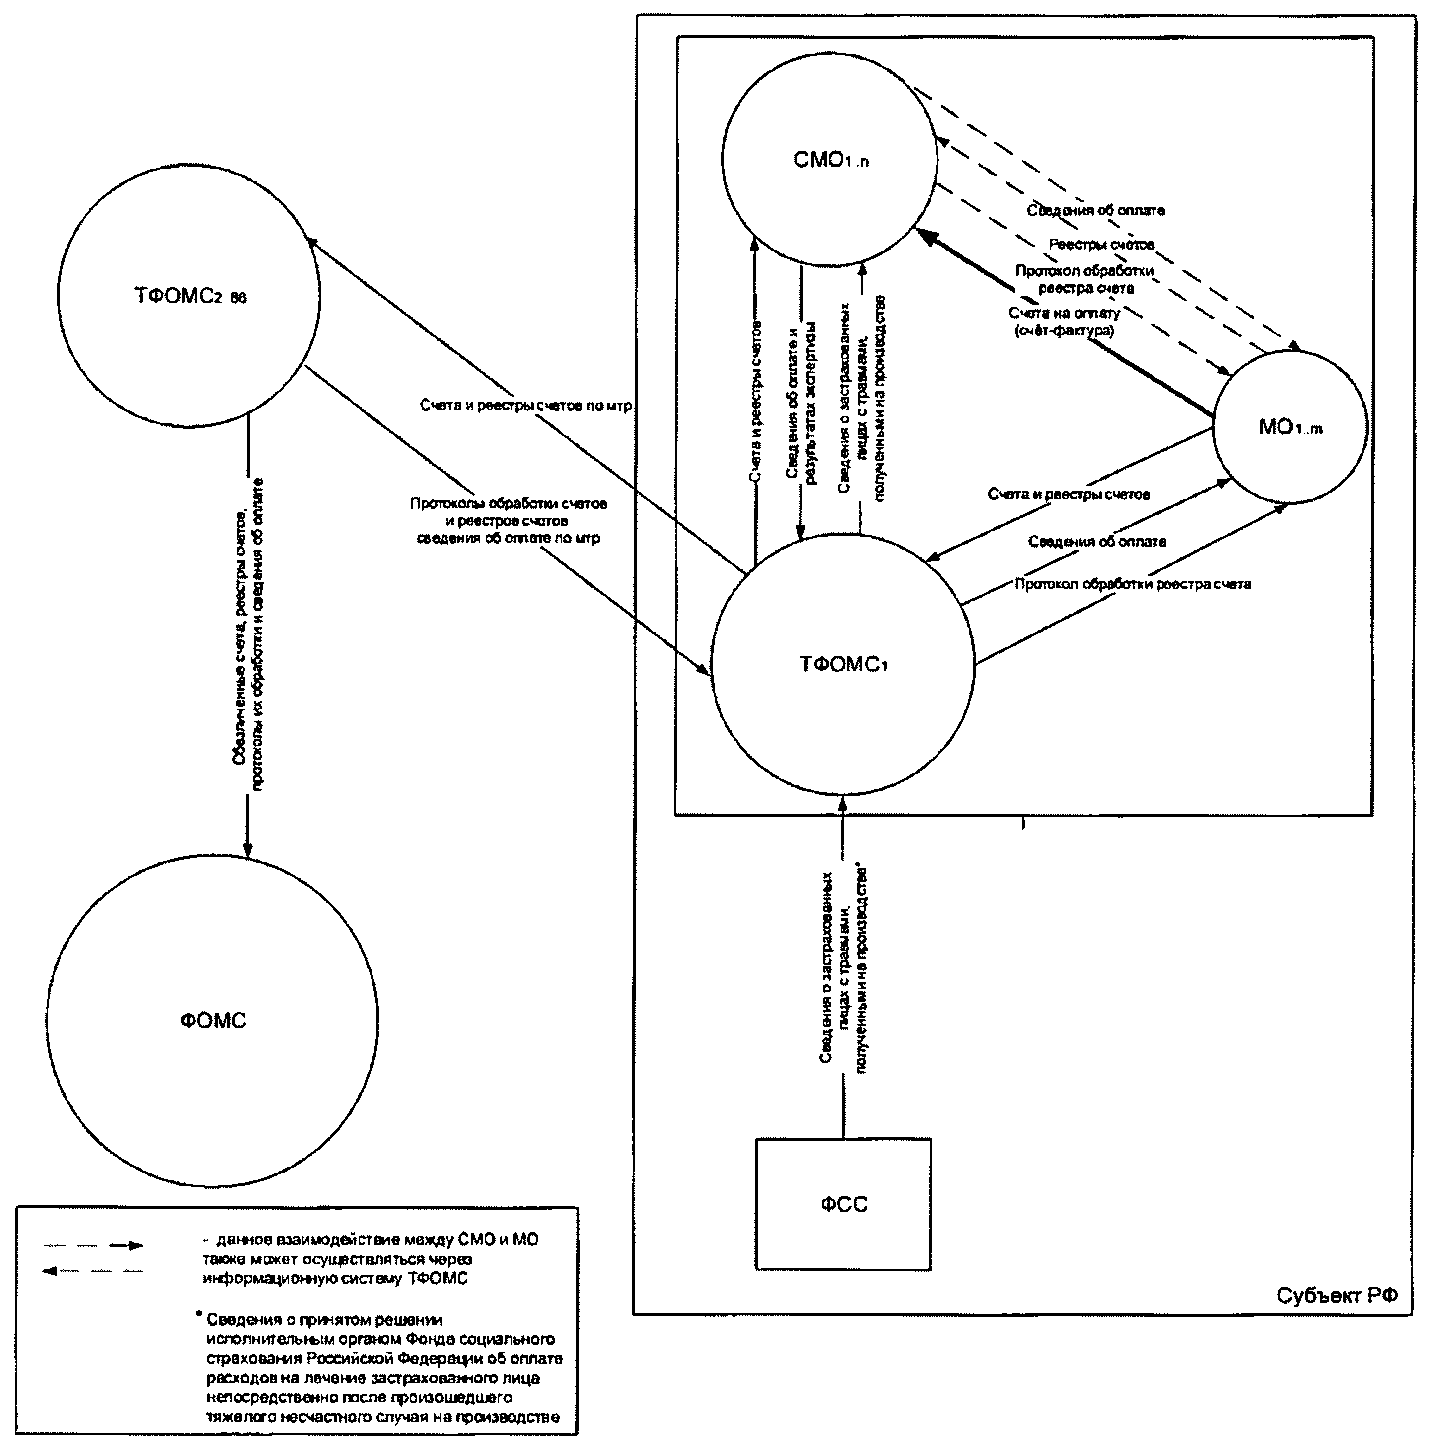 СМО1..n
Сведения об оплате
Реестры счетов
Протокол обработки
реестра счета
Счета на оплату
(счёт-фактура)
ТФОМС2 86
МО1..m
Счета и реестры счетов по мтр
Протоколы обработки счетов
и реестров счетов
сведения об оплате по мтр
Счета и реестры счетов
Сведения об оплате и
результатах экспертизы
Сведения о застрахованных
лицах с травмами,
полученными на производстве
Счета и реестры счетов
Сведения об оплате
Протокол обработки реестра счета
Обезличенные счета, реестры счетов,
протоколы их обработки и сведения об оплате
ТФОМС1
Сведения о застрахованных
лицах с травмами,
полученными на производстве*
ФОМС
ФСС
Субъект РФ
- данное взаимодействие между СМО и МО
также может осуществляться через
информационную систему ТФОМС
* Сведения о принятом решении
исполнительным органом Фонда социального
страхования Российской Федерации об оплате
расходов на лечение застрахованного лица
непосредственно после произошедшего
тяжелого несчастного случая на производстве